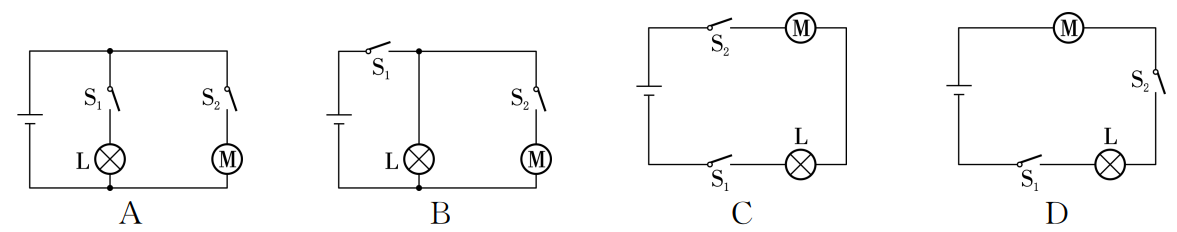 S₁ S₂ L M
A
S₁ S₂ L M
B
S₂ M L S₁
C
M S₂ L S₁
D